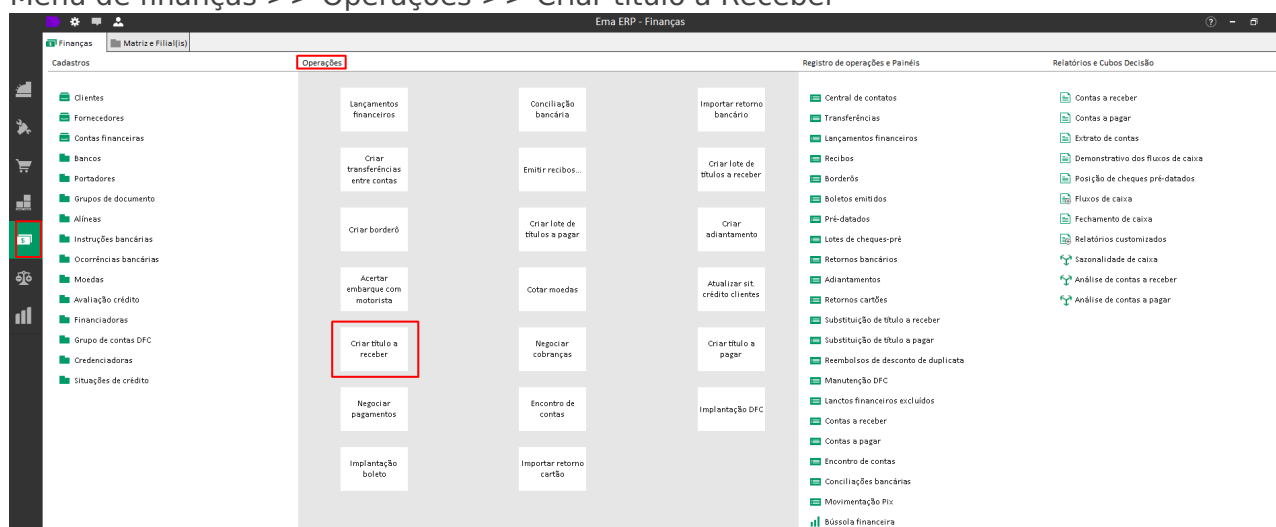 Menu de finanças >> Operações >> Criar título a Receber
Ema ERP - Finanças
Finanças
Matriz e Filial(is)
Cadastros
Operações
Registro de operações e Painéis
Relatórios e Cubos Decisão
Clientes
Fornecedores
Contas financeiras
Bancos
Portadores
Grupos de documento
Alíneas
Instruções bancárias
Ocorrências bancárias
Moedas
Avaliação crédito
Financiadoras
Grupo de contas DFC
Credenciadoras
Situações de crédito
Lançamentos
financeiros
Conciliação
bancária
Importar retorno
bancário
Criar
transferências
entre contas
Emitir recibos...
Criar lote de
títulos a receber
Criar borderô
Criar lote de
títulos a pagar
Criar
adiantamento
Acertar
embarque com
motorista
Cotar moedas
Atualizar sit.
crédito clientes
Criar título a
receber
Negociar
cobranças
Criar título a
pagar
Negociar
pagamentos
Encontro de
contas
Implantação DFC
Implantação
boleto
Importar retorno
cartão
Central de contatos
Transferências
Lançamentos financeiros
Recibos
Borderôs
Boletos emitidos
Pré-datados
Lotes de cheques-pré
Retornos bancários
Adiantamentos
Retornos cartões
Substituição de título a receber
Substituição de título a pagar
Reembolsos de desconto de duplicata
Manutenção DFC
Lanctos financeiros excluídos
Contas a receber
Contas a pagar
Encontro de contas
Conciliações bancárias
Movimentação Pix
Bússola financeira
Contas a receber
Contas a pagar
Extrato de contas
Demonstrativo dos fluxos de caixa
Posição de cheques pré-datados
Fluxos de caixa
Fechamento de caixa
Relatórios customizados
Sazonalidade de caixa
Análise de contas a receber
Análise de contas a pagar